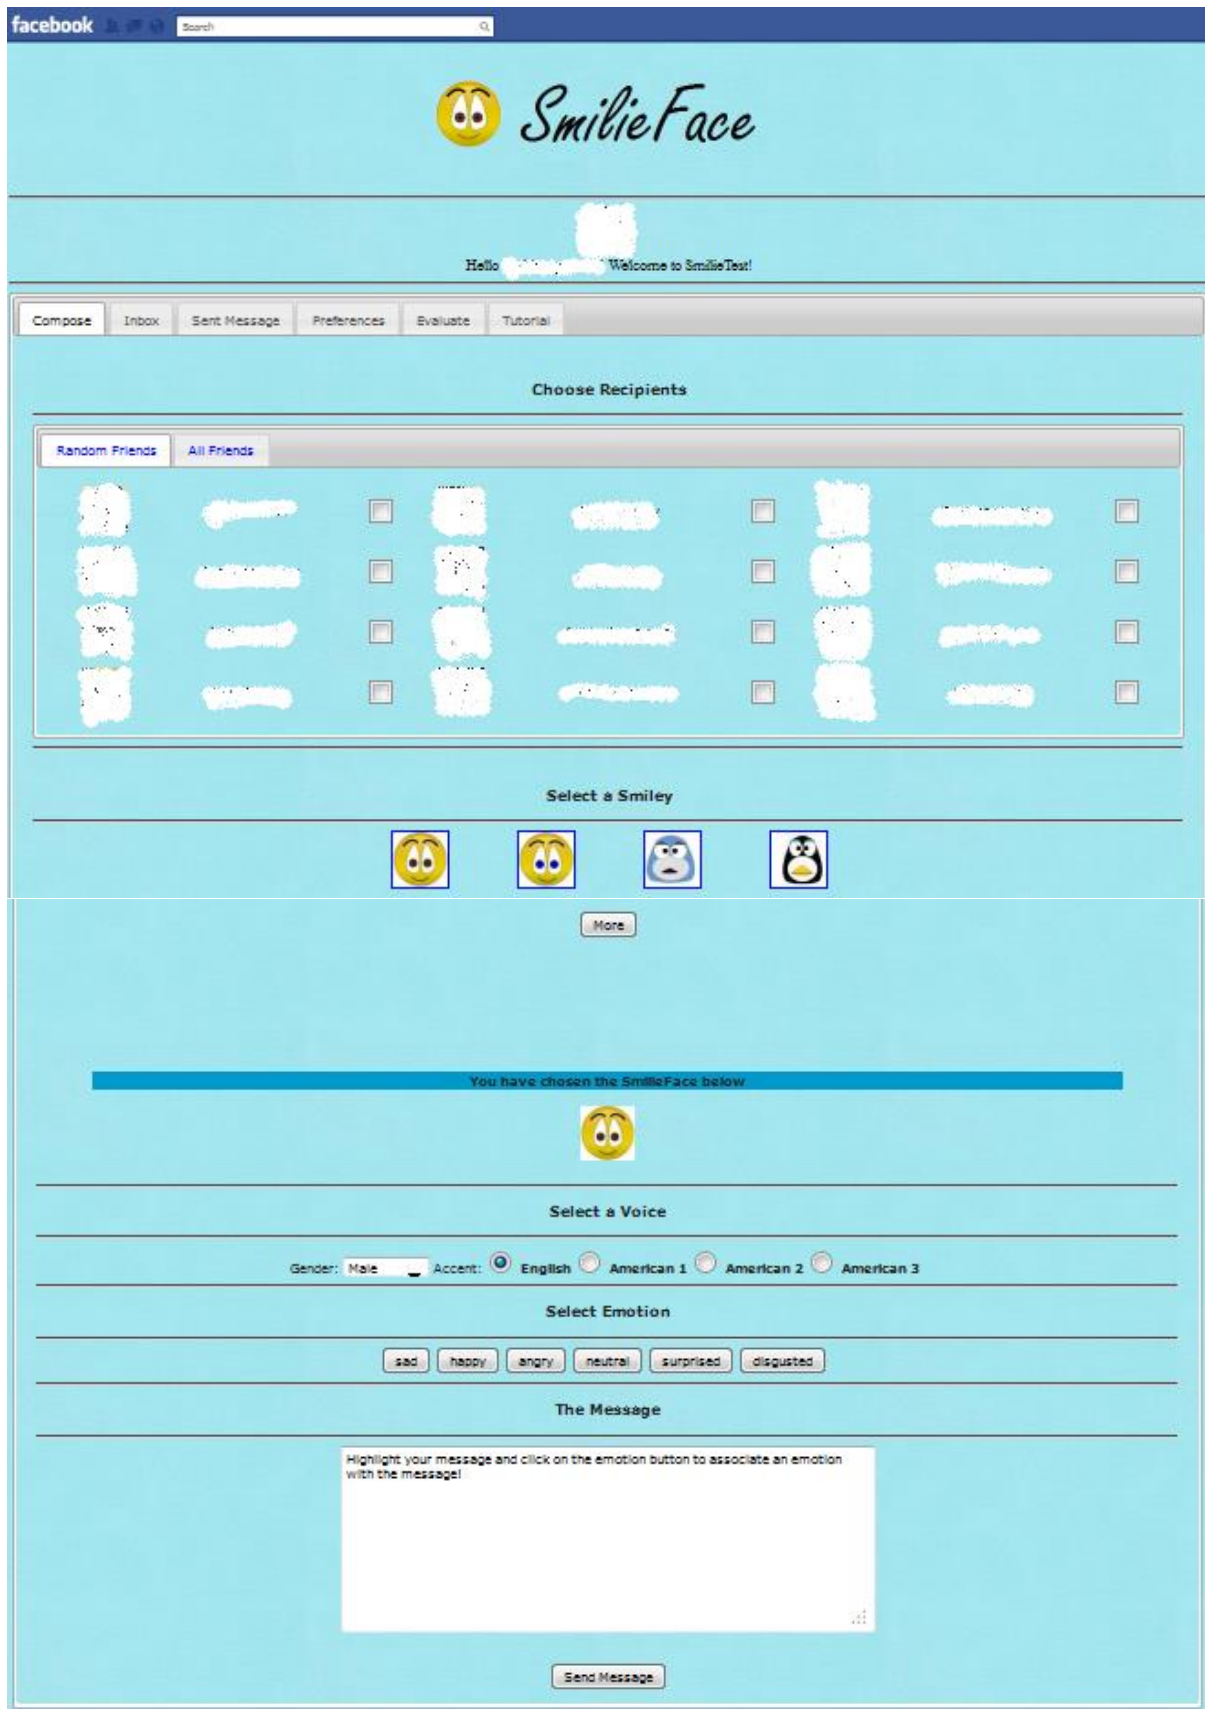 facebook Search
SmilieFace
Hello Welcome to SmilieText!
Compose Inbox Sent Message Preferences Evaluate Tutorial
Choose Recipients
Random Friends All Friends
Select a Smiley
More
You have chosen the SmilieFace below
Select a Voice
Gender: Male Accent: English American 1 American 2 American 3
Select Emotion
sad happy angry neutral surprised disgusted
The Message
Highlight your message and click on the emotion button to associate an emotion
with the message!
Send Message